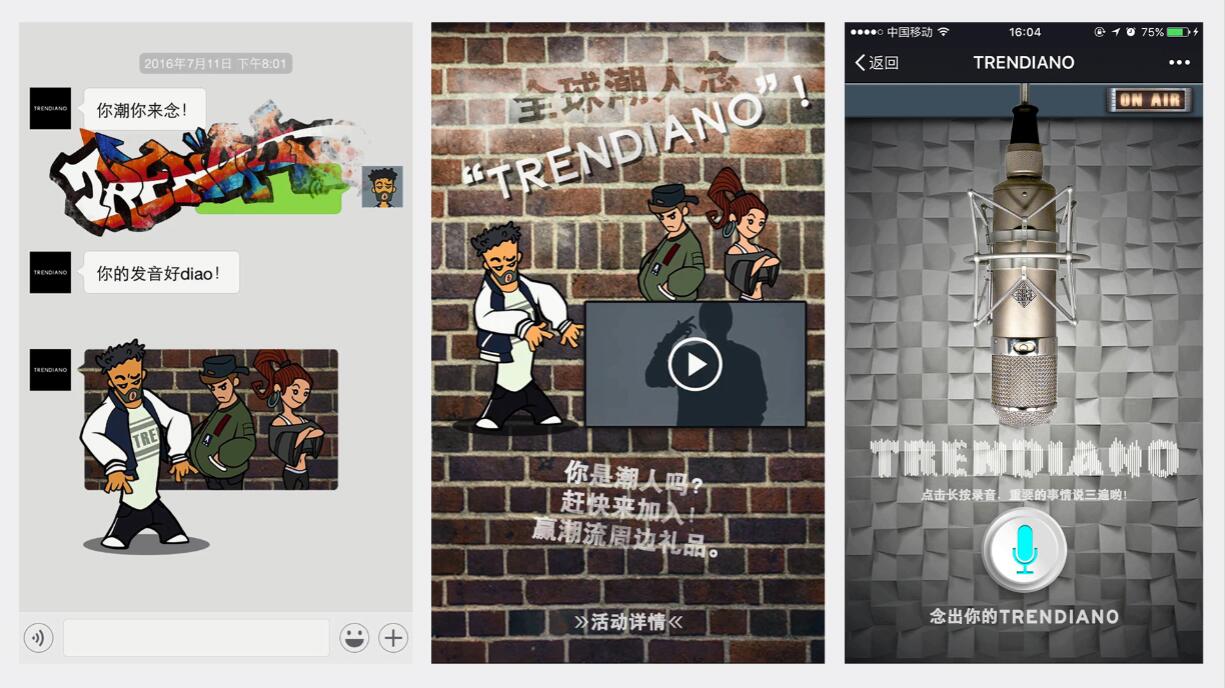 2016年7月11日 下午8:01
TRENDIANO
你潮你来念！
TREN
TRENDIANO
你的发音好diao！
TRENDIANO
TRE
全球潮人念
“TRENDIANO”！
你是潮人吗？
赶快来加入！
赢潮流周边礼品。
»活动详情«
中国移动
16:04
75%
返回
TRENDIANO
ON AIR
TRENDIANO
点击长按录音，重要的事情说三遍哟！
念出你的TRENDIANO